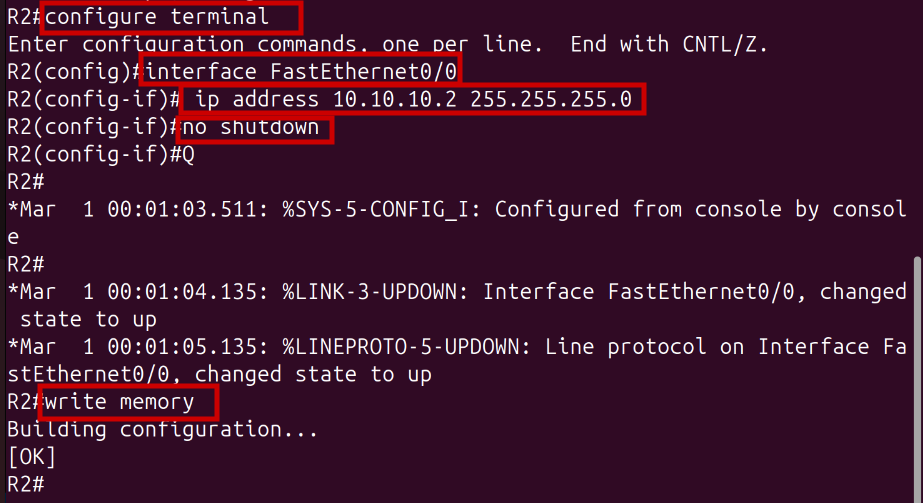 R2#configure terminal
Enter configuration commands, one per line.  End with CNTL/Z.
R2(config)#interface FastEthernet0/0
R2(config-if)# ip address 10.10.10.2 255.255.255.0
R2(config-if)#no shutdown
R2(config-if)#Q
R2#
*Mar  1 00:01:03.511: %SYS-5-CONFIG_I: Configured from console by consol
e
R2#
*Mar  1 00:01:04.135: %LINK-3-UPDOWN: Interface FastEthernet0/0, changed
 state to up
*Mar  1 00:01:05.135: %LINEPROTO-5-UPDOWN: Line protocol on Interface Fa
stEthernet0/0, changed state to up
R2#write memory
Building configuration...
[OK]
R2#